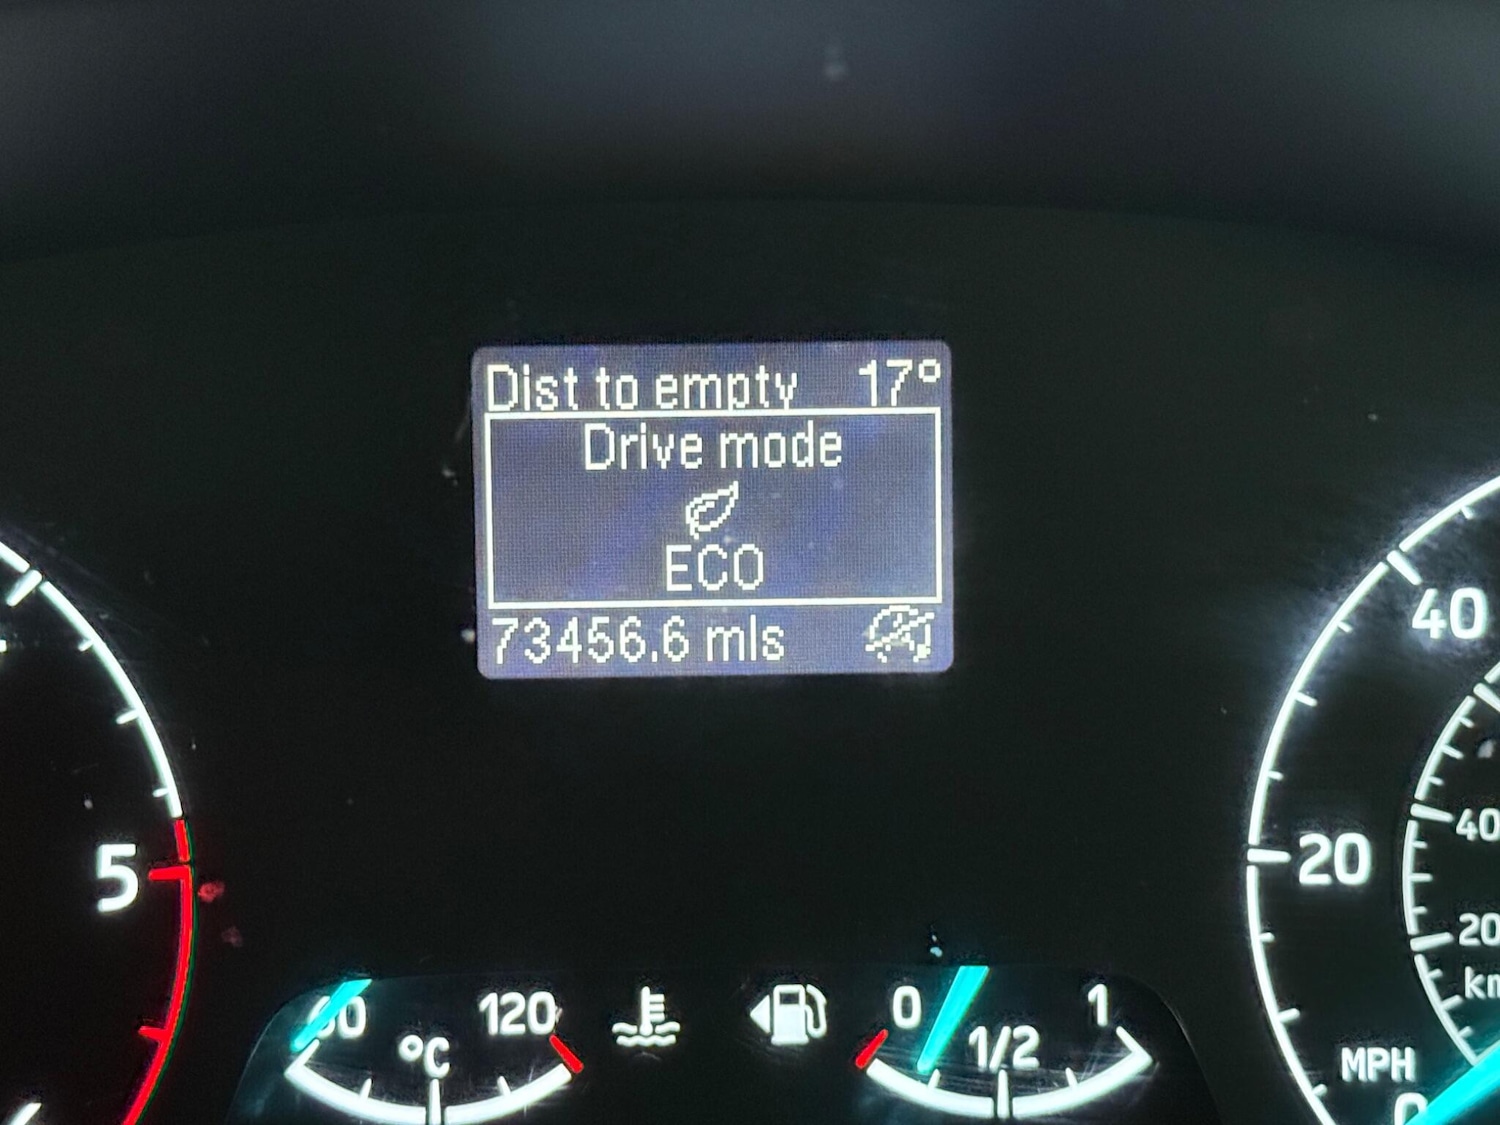 Dist to empty 17°
Drive mode
ECO
73456.6 mls
5
120
°C
0
1/2
1
40
20
MPH
0
40
20